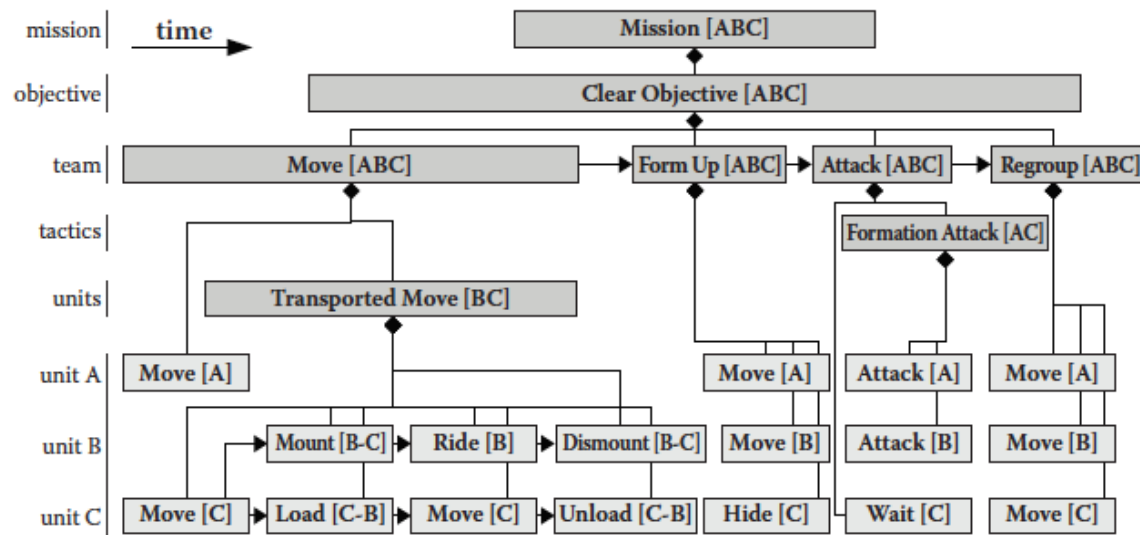 mission
time
Mission [ABC]
objective
Clear Objective [ABC]
team
Move [ABC]
Form Up [ABC]
Attack [ABC]
Regroup [ABC]
tactics
Formation Attack [AC]
units
Transported Move [BC]
unit A
Move [A]
Move [A]
Attack [A]
Move [A]
unit B
Mount [B-C]
Ride [B]
Dismount [B-C]
Move [B]
Attack [B]
Move [B]
unit C
Move [C]
Load [C-B]
Move [C]
Unload [C-B]
Hide [C]
Wait [C]
Move [C]